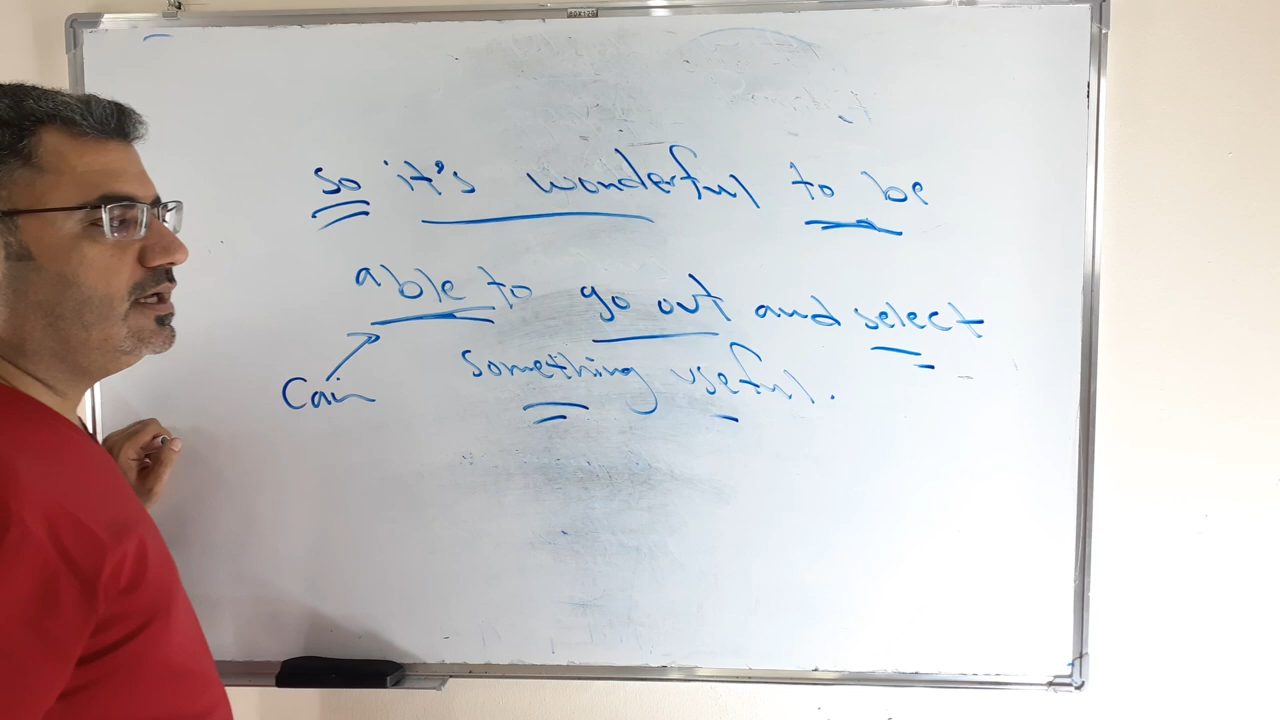 so it's wonderful to be
able to go out and select
something useful.
Can